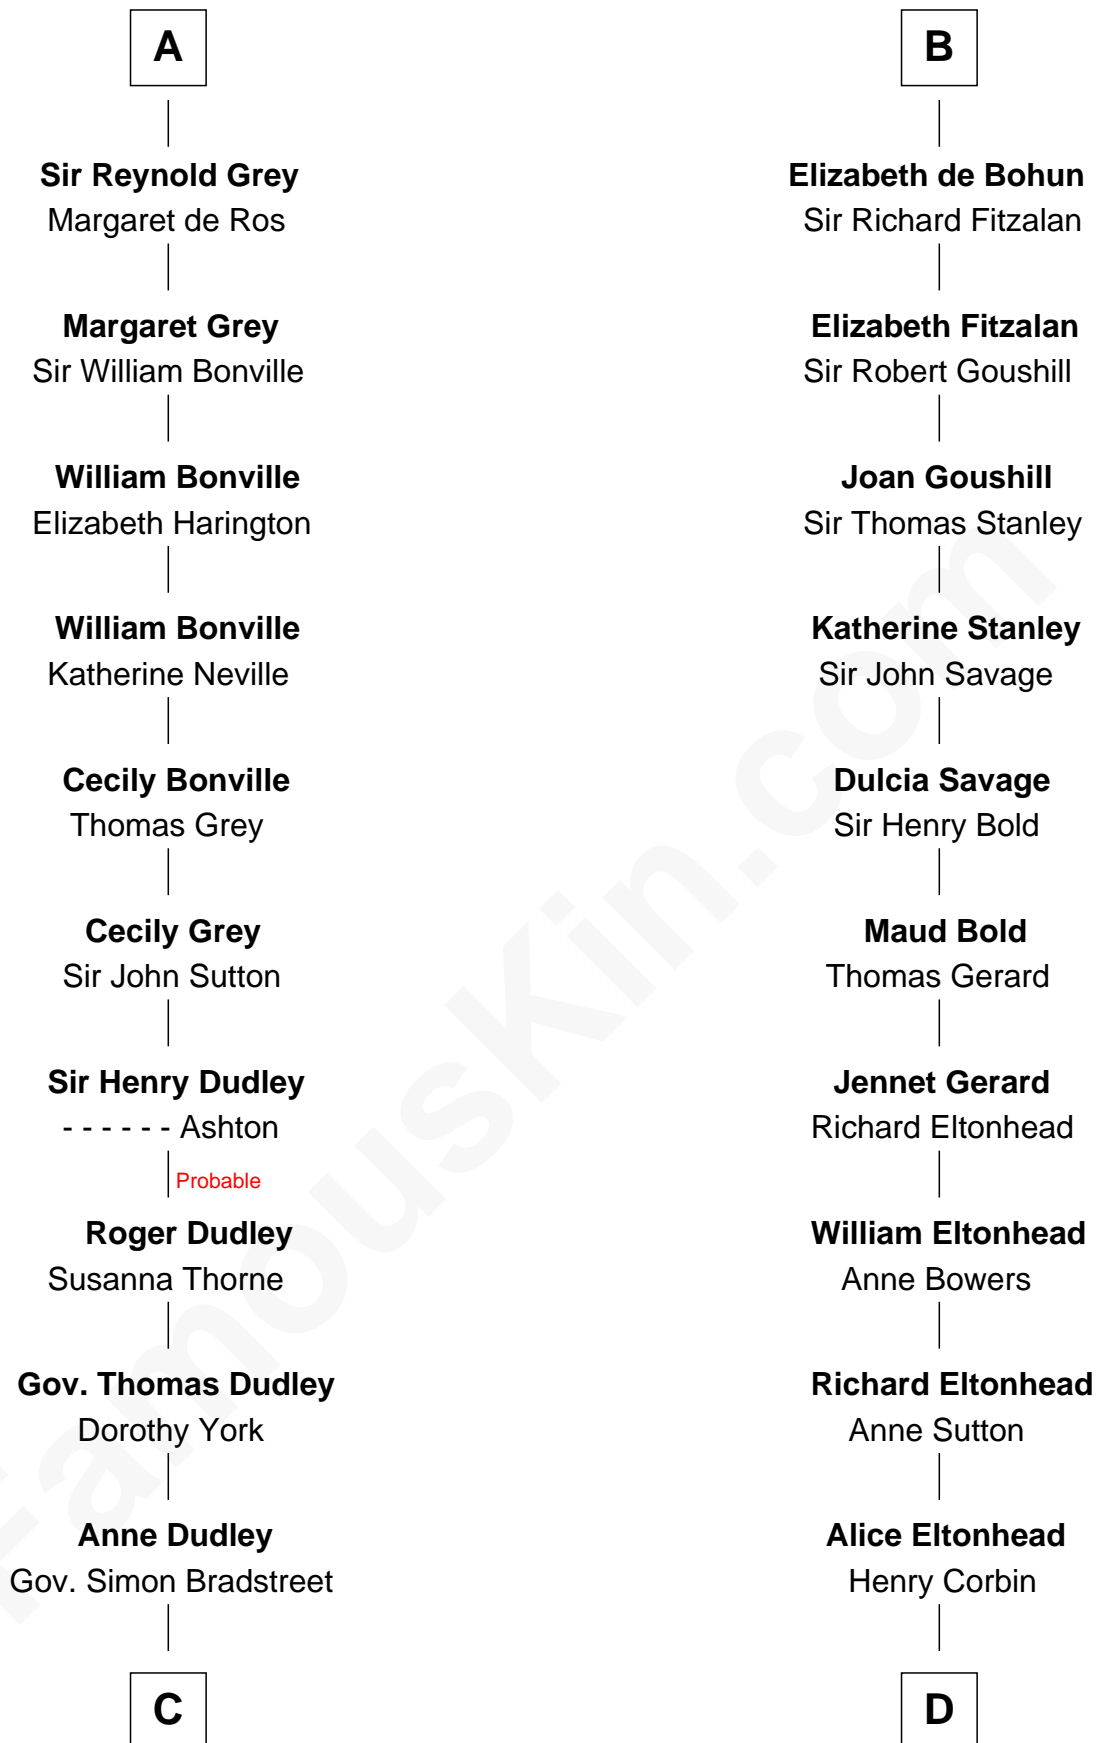 A
Sir Reynold Grey
Margaret de Ros
Margaret Grey
Sir William Bonville
William Bonville
Elizabeth Harington
William Bonville
Katherine Neville
Cecily Bonville
Thomas Grey
Cecily Grey
Sir John Sutton
Sir Henry Dudley
- - - - - - Ashton
Probable
Roger Dudley
Susanna Thorne
Gov. Thomas Dudley
Dorothy York
Anne Dudley
Gov. Simon Bradstreet
C
B
Elizabeth de Bohun
Sir Richard Fitzalan
Elizabeth Fitzalan
Sir Robert Goushill
Joan Goushill
Sir Thomas Stanley
Katherine Stanley
Sir John Savage
Dulcia Savage
Sir Henry Bold
Maud Bold
Thomas Gerard
Jennet Gerard
Richard Eltonhead
William Eltonhead
Anne Bowers
Richard Eltonhead
Anne Sutton
Alice Eltonhead
Henry Corbin
D
FamousKin.com